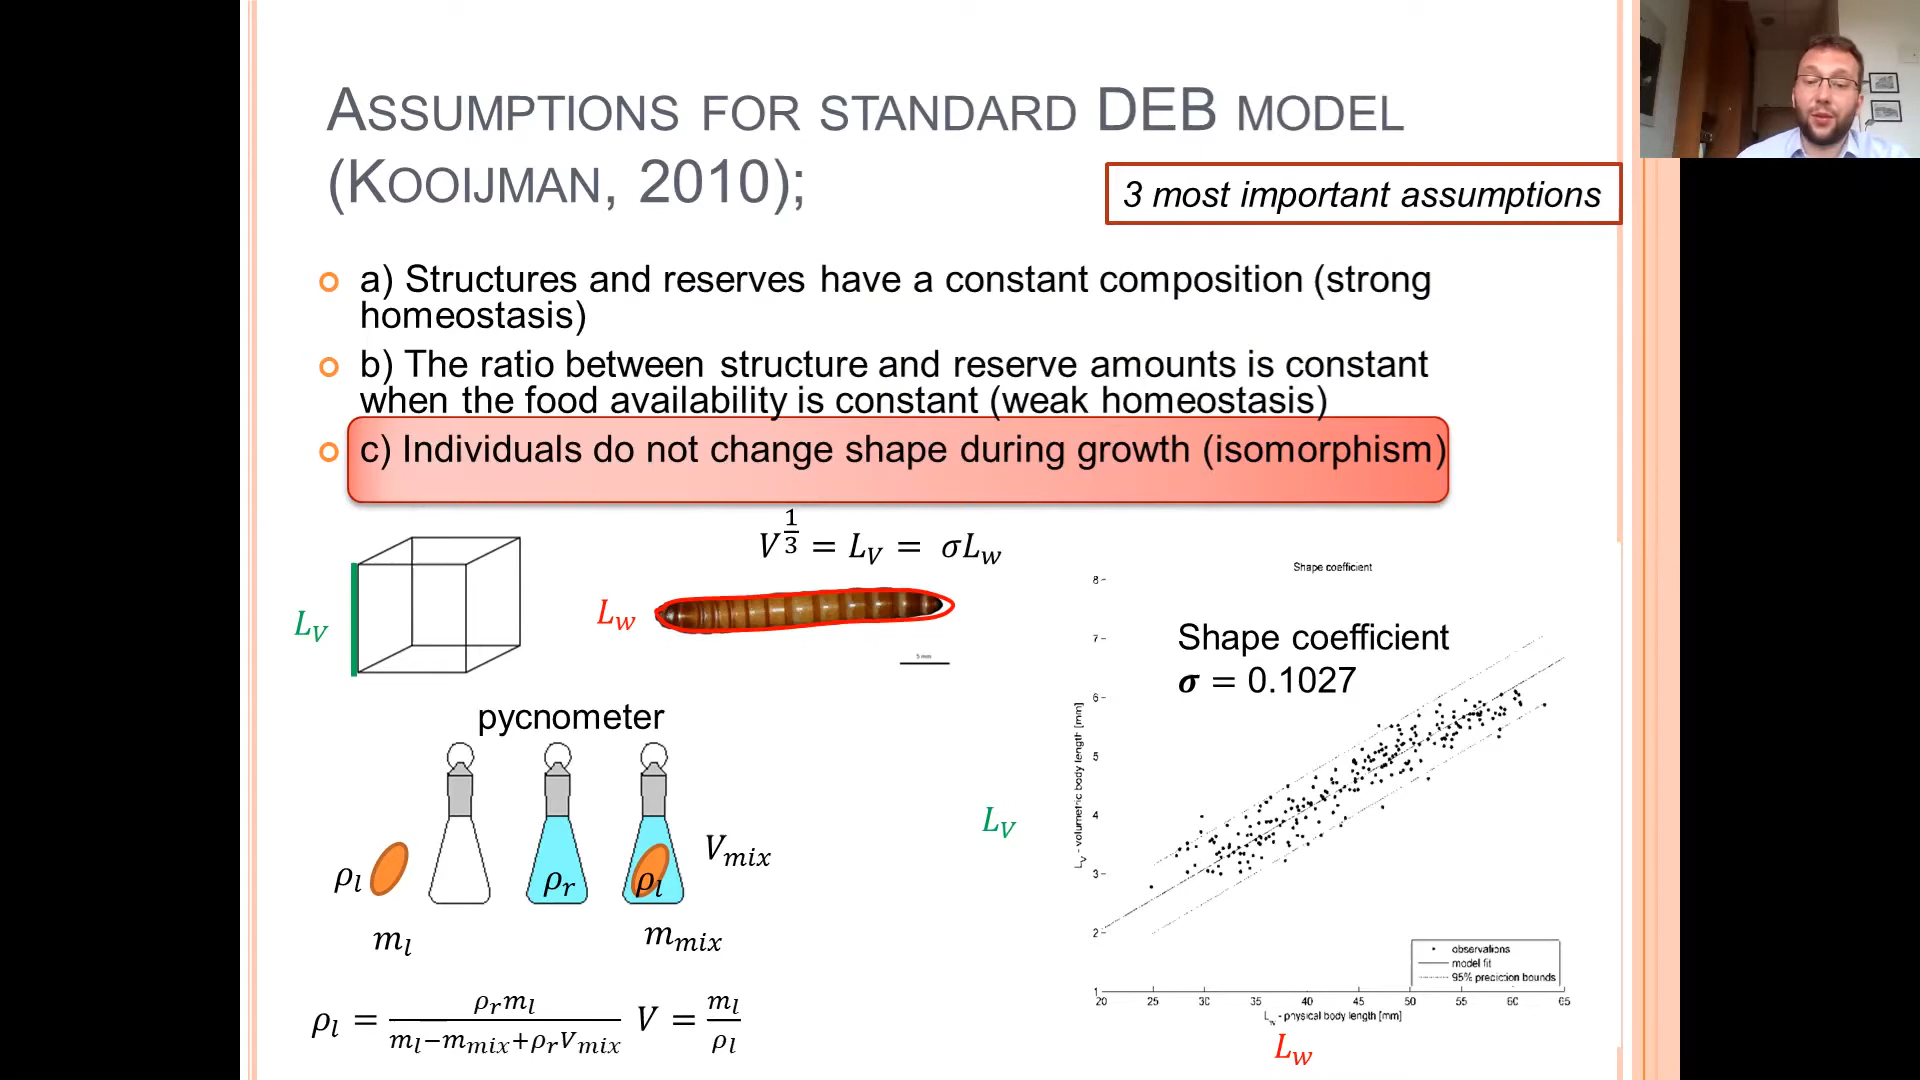 ASSUMPTIONS FOR STANDARD DEB MODEL
(KOOIJMAN, 2010);
3 most important assumptions
a) Structures and reserves have a constant composition (strong
homeostasis)
b) The ratio between structure and reserve amounts is constant
when the food availability is constant (weak homeostasis)
c) Individuals do not change shape during growth (isomorphism)
V^{1/3} = L_V = σL_w
L_V
L_w
5 mm
pycnometer
ρ_l
ρ_r
ρ_l
V_mix
m_l
m_mix
ρ_l = ρ_r m_l / (m_l−m_mix+ρ_r V_mix) V = m_l / ρ_l
Shape coefficient
Shape coefficient
σ = 0.1027
8
7
6
5
4
3
2
1
L_V - volumetric body length [mm]
L_V
observations
model fit
95% preciction bounds
20 25 30 35 40 45 50 55 60 65
L_w - physical body length [mm]
L_w